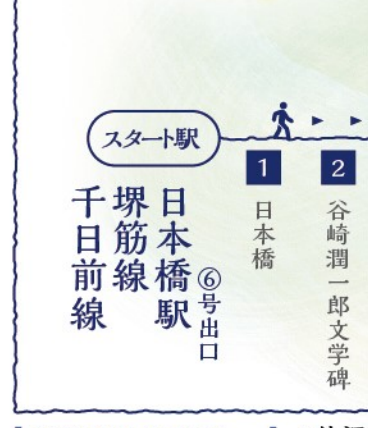 スタート駅
日本橋駅
⑥号出口
堺筋線
千日前線
1
日本橋
2
谷崎潤一郎文学碑